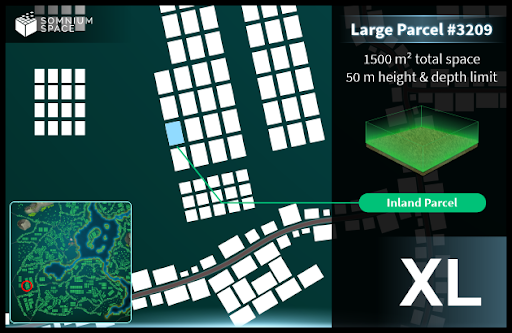 SOMNIUM
SPACE
Large Parcel #3209
1500 m² total space
50 m height & depth limit
Inland Parcel
XL